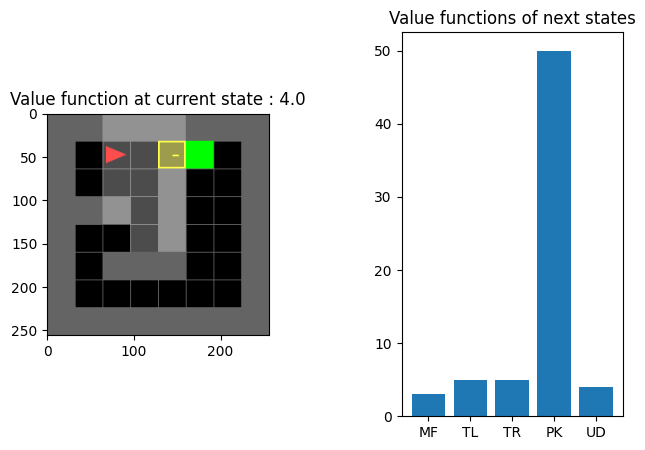 Value functions of next states
Value function at current state : 4.0
0
50
100
150
200
250
0
100
200
50
40
30
20
10
0
MF
TL
TR
PK
UD